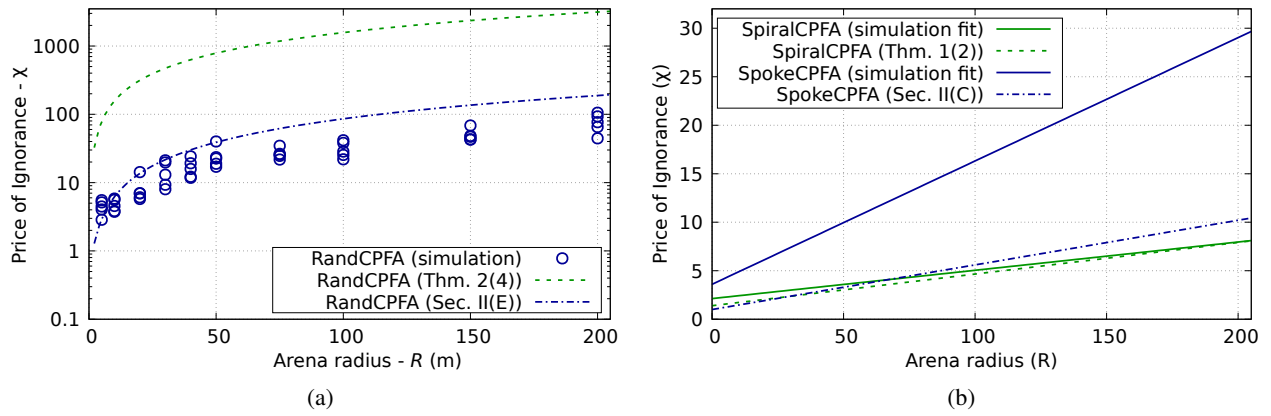 Price of Ignorance - χ
1000
100
10
1
0.1
RandCPFA (simulation)
RandCPFA (Thm. 2(4))
RandCPFA (Sec. II(E))
0 50 100 150 200
Arena radius - R (m)
(a)
Price of Ignorance (χ)
30
25
20
15
10
5
0
SpiralCPFA (simulation fit)
SpiralCPFA (Thm. 1(2))
SpokeCPFA (simulation fit)
SpokeCPFA (Sec. II(C))
0 50 100 150 200
Arena radius (R)
(b)